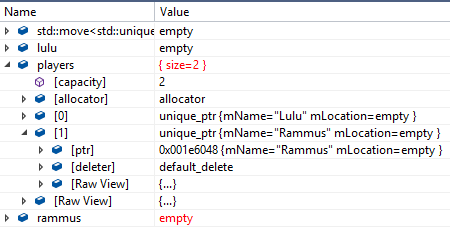 Name Value
std::move<std::unique empty
lulu empty
players { size=2 }
[capacity] 2
[allocator] allocator
[0] unique_ptr {mName="Lulu" mLocation=empty }
[1] unique_ptr {mName="Rammus" mLocation=empty }
[ptr] 0x001e6048 {mName="Rammus" mLocation=empty }
[deleter] default_delete
[Raw View] {...}
[Raw View] {...}
rammus empty